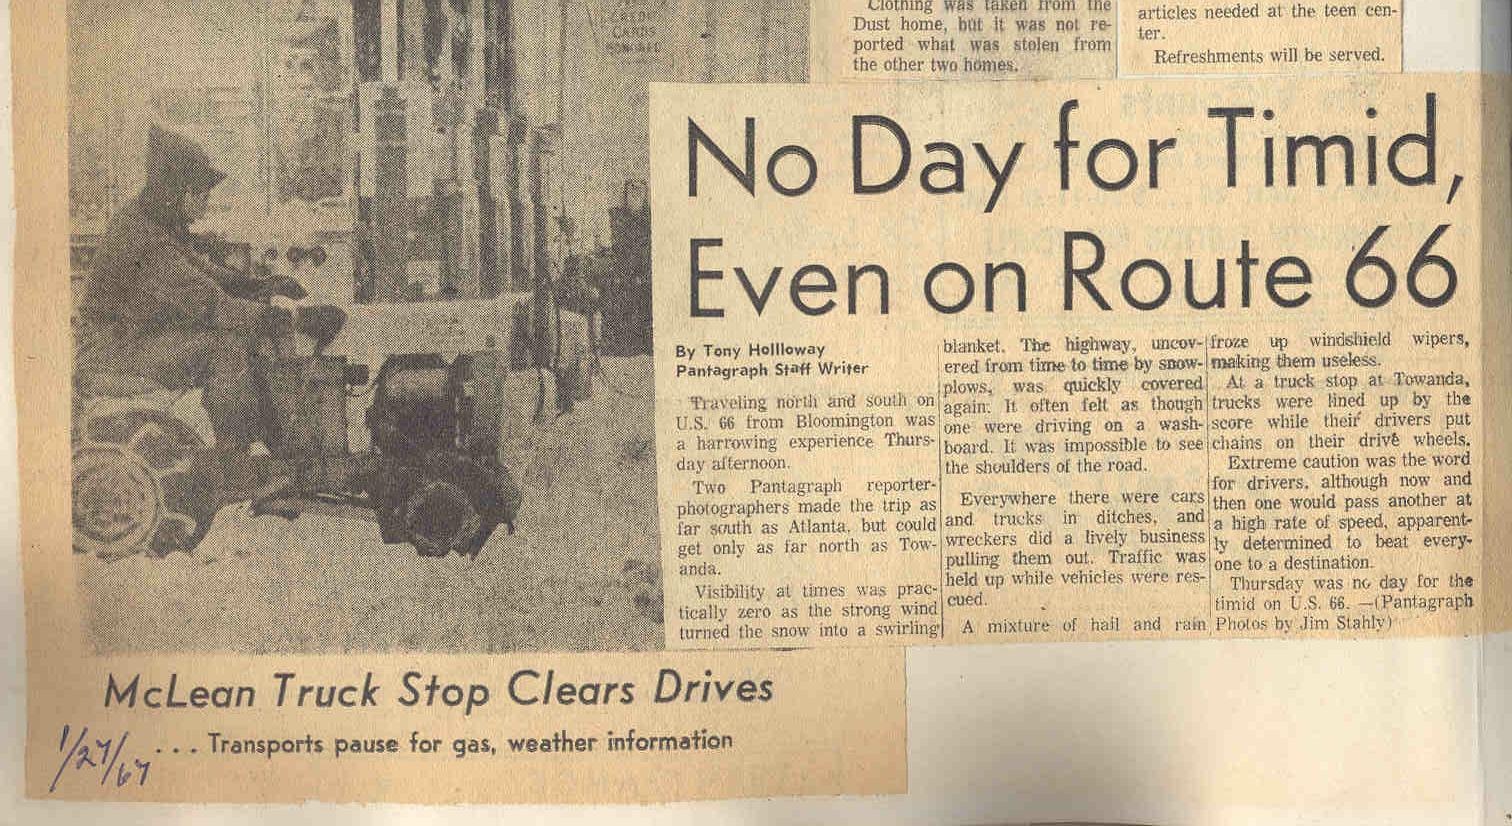 CREDIT
CARDS
Clothing was taken from the
Dust home, but it was not re-
ported what was stolen from
the other two homes.
articles needed at the teen cen-
ter.
Refreshments will be served.
No Day for Timid,
Even on Route 66
By Tony Hollloway
Pantagraph Staff Writer
Traveling north and south on
U.S. 66 from Bloomington was
a harrowing experience Thurs-
day afternoon.
Two Pantagraph reporter-
photographers made the trip as
far south as Atlanta, but could
get only as far north as Tow-
anda.
Visibility at times was prac-
tically zero as the strong wind
turned the snow into a swirling
blanket. The highway, uncov-
ered from time to time by snow-
plows, was quickly covered
again. It often felt as though
one were driving on a wash-
board. It was impossible to see
the shoulders of the road.
Everywhere there were cars
and trucks in ditches, and
wreckers did a lively business
pulling them out. Traffic was
held up while vehicles were res-
cued.
A mixture of hail and rain
froze up windshield wipers,
making them useless.
At a truck stop at Towanda,
trucks were lined up by the
score while their drivers put
chains on their drive wheels.
Extreme caution was the word
for drivers, although now and
then one would pass another at
a high rate of speed, apparent-
ly determined to beat every-
one to a destination.
Thursday was no day for the
timid on U.S. 66. —(Pantagraph
Photos by Jim Stahly)
McLean Truck Stop Clears Drives
. . . Transports pause for gas, weather information
1/27/67